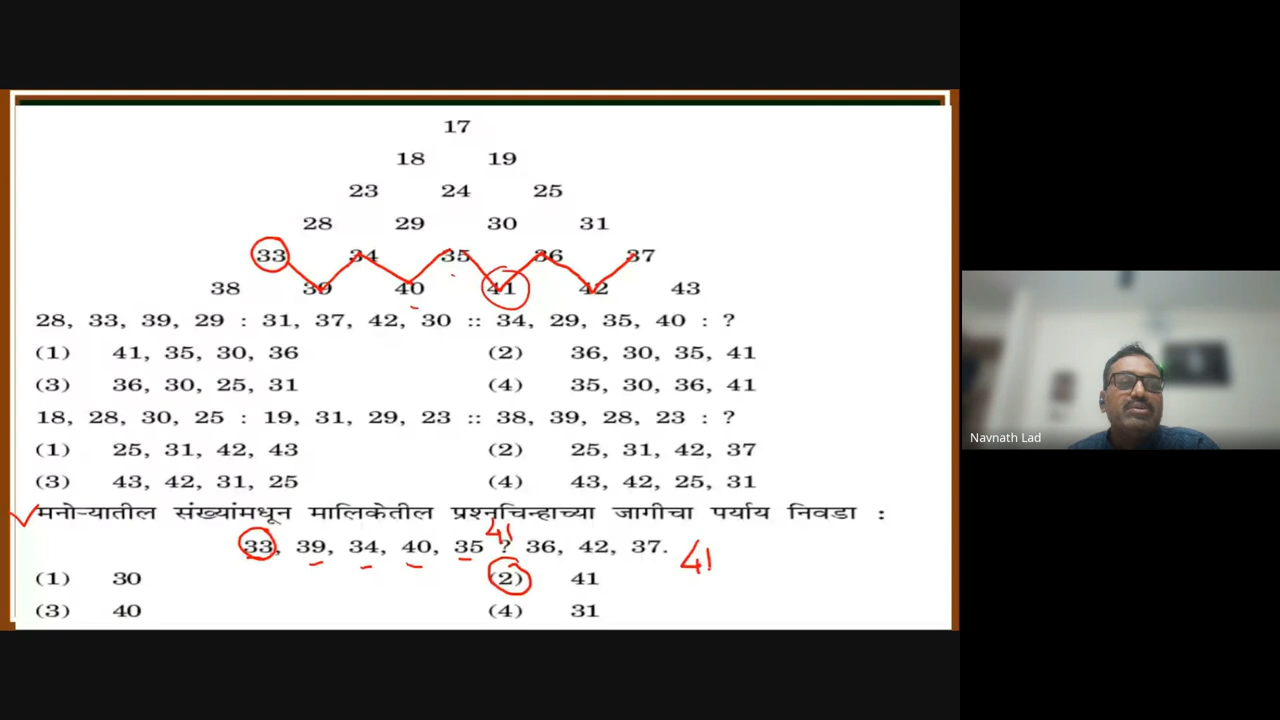 17
18 19
23 24 25
28 29 30 31
33 34 35 36 37
38 39 40 41 42 43
28, 33, 39, 29 : 31, 37, 42, 30 :: 34, 29, 35, 40 : ?
(1) 41, 35, 30, 36 (2) 36, 30, 35, 41
(3) 36, 30, 25, 31 (4) 35, 30, 36, 41
18, 28, 30, 25 : 19, 31, 29, 23 :: 38, 39, 28, 23 : ?
(1) 25, 31, 42, 43 (2) 25, 31, 42, 37
(3) 43, 42, 31, 25 (4) 43, 42, 25, 31
मनोऱ्यातील संख्यांमधून मालिकेतील प्रश्नचिन्हाच्या जागीचा पर्याय निवडा :
41
33, 39, 34, 40, 35 ? 36, 42, 37. 41
(1) 30 (2) 41
(3) 40 (4) 31
Navnath Lad